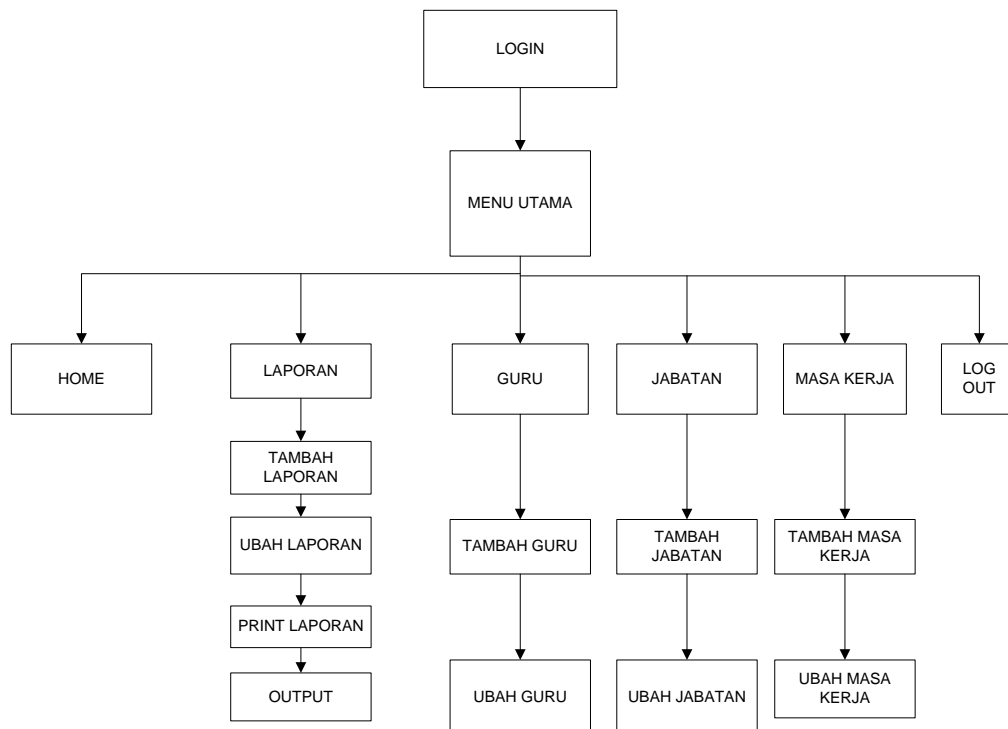 LOGIN
MENU UTAMA
HOME
LAPORAN
GURU
JABATAN
MASA KERJA
LOG
OUT
TAMBAH
LAPORAN
UBAH LAPORAN
PRINT LAPORAN
OUTPUT
TAMBAH GURU
UBAH GURU
TAMBAH
JABATAN
UBAH JABATAN
TAMBAH MASA
KERJA
UBAH MASA
KERJA